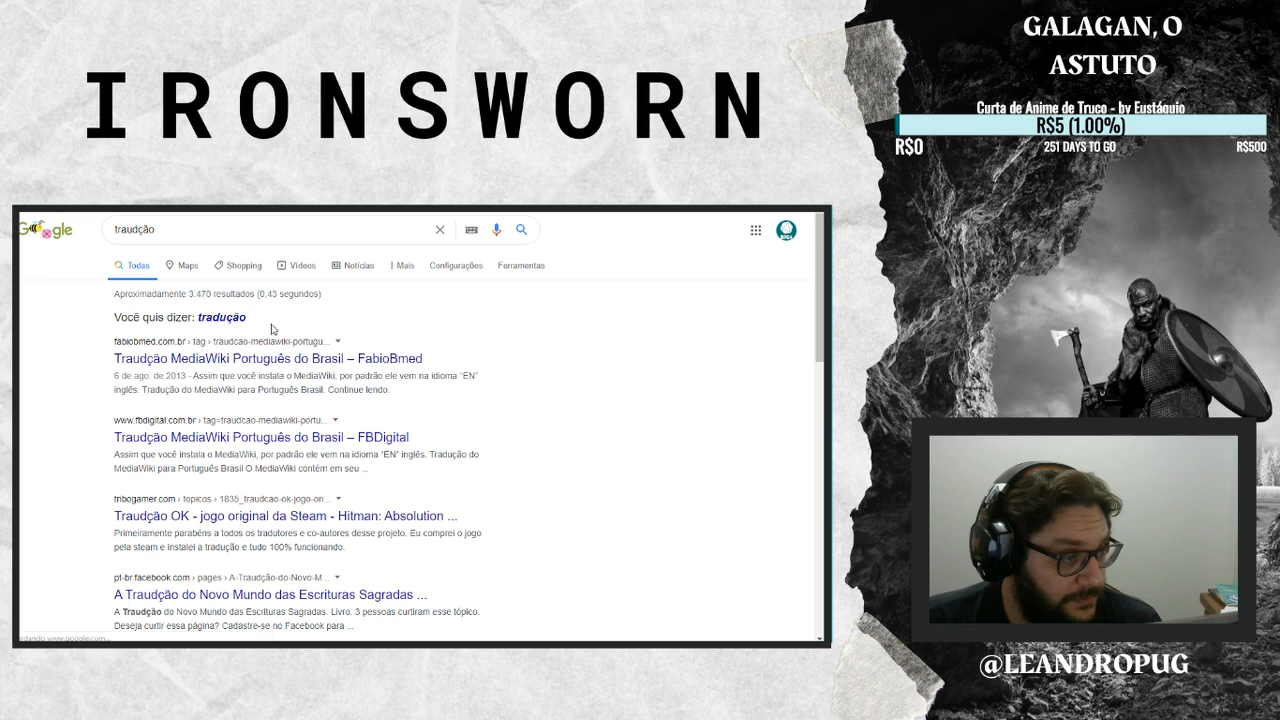 IRONSWORN
GALAGAN, O
ASTUTO
Curta de Anime de Truco - by Eustáquio
R$5 (1.00%)
R$0
251 DAYS TO GO
R$500
Google
traudção
Todas
Maps
Shopping
Vídeos
Notícias
Mais
Configurações
Ferramentas
Aproximadamente 3.470 resultados (0,43 segundos)
Você quis dizer: tradução
fabiobmed.com.br › tag › traudcao-mediawiki-portugu...
Traudção MediaWiki Português do Brasil – FabioBmed
6 de ago. de 2013 - Assim que você instala o MediaWiki, por padrão ele vem na idioma “EN”
inglês. Tradução do MediaWiki para Português Brasil. Continue lendo.
www.fbdigital.com.br › tag=traudcao-mediawiki-portu...
Traudção MediaWiki Português do Brasil – FBDigital
Assim que você instala o MediaWiki, por padrão ele vem na idioma “EN” inglês. Tradução do
MediaWiki para Português Brasil O MediaWiki contém em seu ...
tribogamer.com › topicos › 1835_traudcao-ok-jogo-ori...
Traudção OK - jogo original da Steam - Hitman: Absolution ...
Primeiramente parabéns a todos os tradutores e co-autores desse projeto. Eu comprei o jogo
pela steam e instalei a tradução e tudo 100% funcionando.
pt-br.facebook.com › pages › A-Traudção-do-Novo-M...
A Traudção do Novo Mundo das Escrituras Sagradas ...
A Traudção do Novo Mundo das Escrituras Sagradas. Livro. 3 pessoas curtiram esse tópico.
Deseja curtir essa página? Cadastre-se no Facebook para ...
rdando www.google.com...
@LEANDROPUG